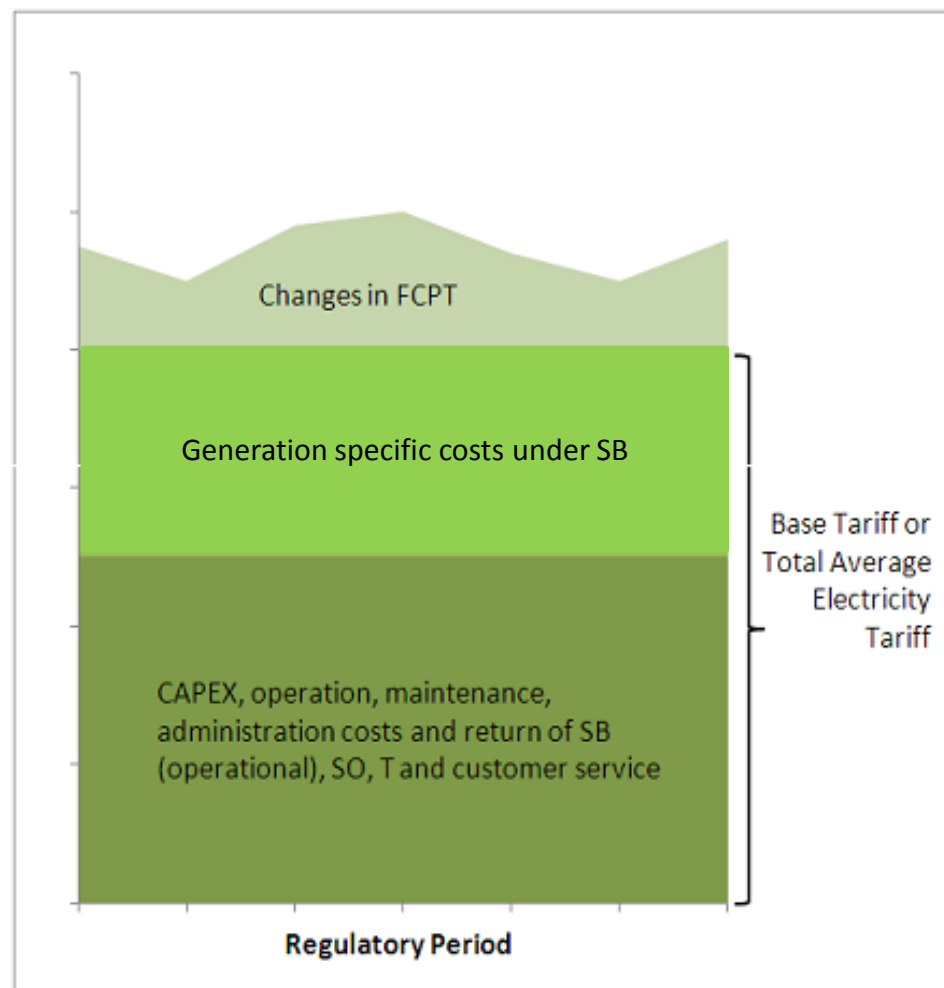 Changes in FCPT
Generation specific costs under SB
Base Tariff or
Total Average
Electricity
Tariff
CAPEX, operation, maintenance,
administration costs and return of SB
(operational), SO, T and customer service
Regulatory Period